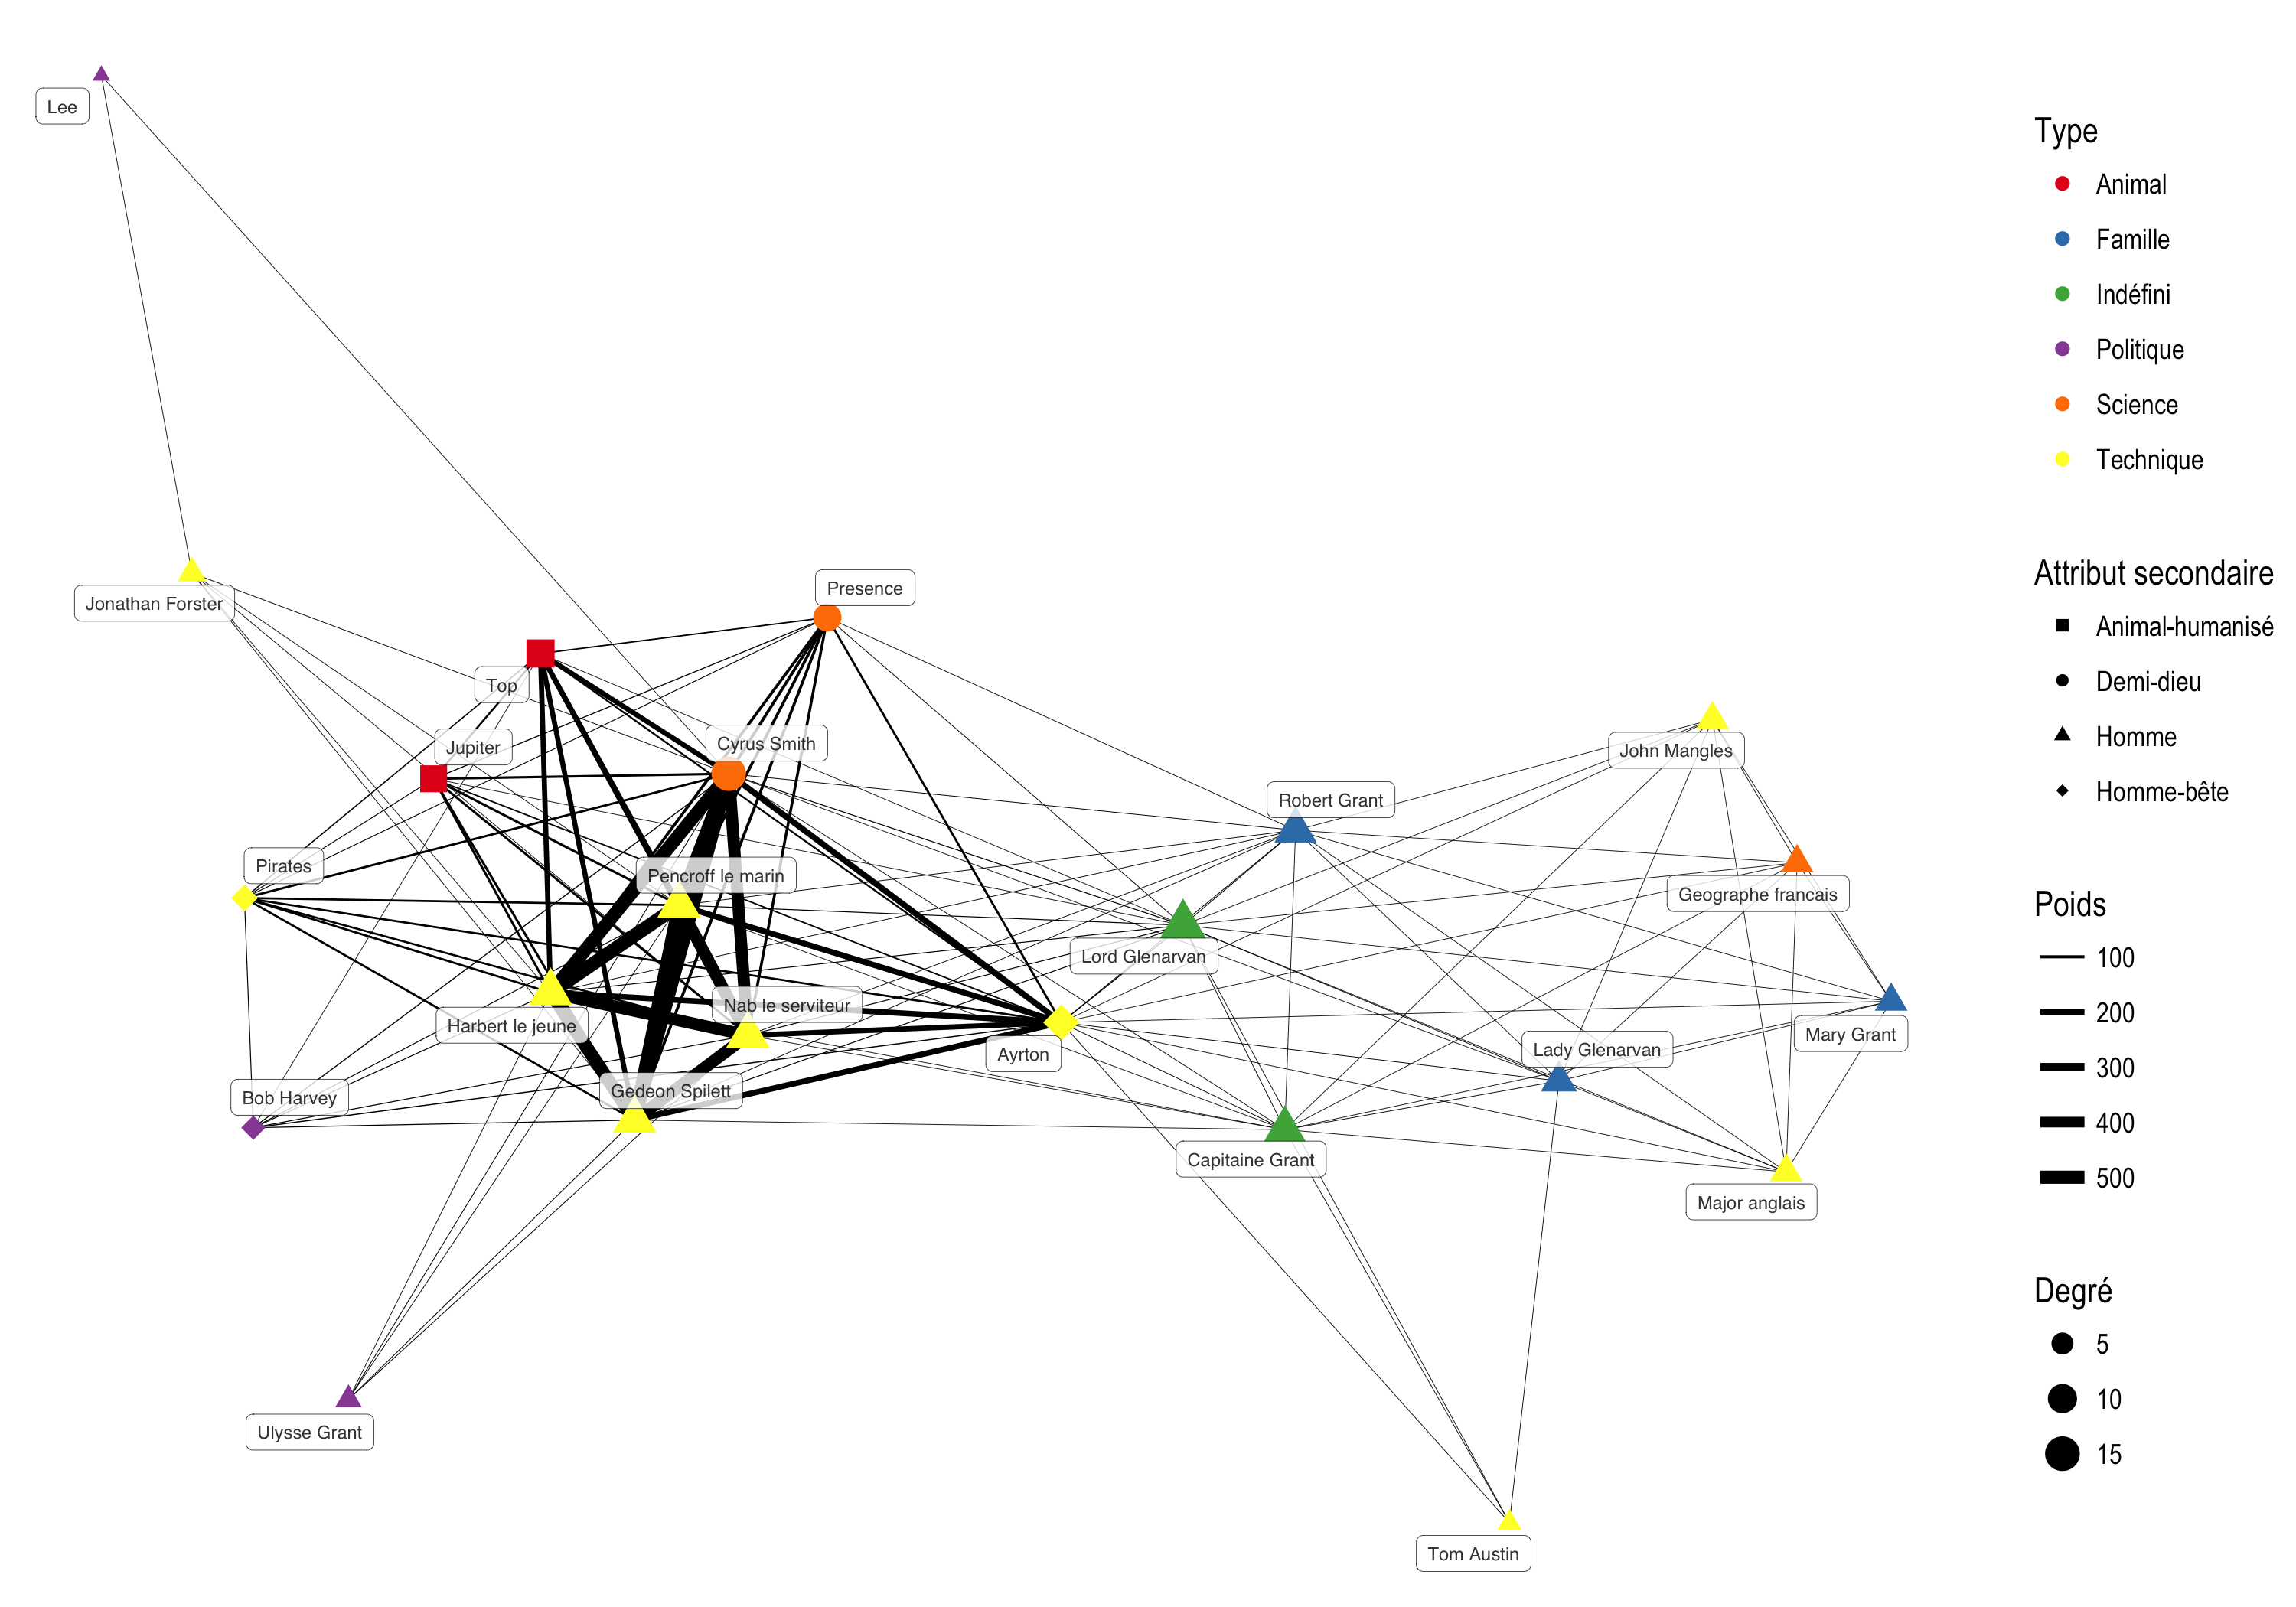 Lee
Jonathan Forster
Presence
Top
Jupiter
Cyrus Smith
John Mangles
Robert Grant
Pirates
Pencroff le marin
Geographe francais
Lord Glenarvan
Nab le serviteur
Harbert le jeune
Mary Grant
Ayrton
Lady Glenarvan
Gedeon Spilett
Bob Harvey
Capitaine Grant
Major anglais
Ulysse Grant
Tom Austin
Type
Animal
Famille
Indéfini
Politique
Science
Technique
Attribut secondaire
Animal-humanisé
Demi-dieu
Homme
Homme-bête
Poids
100
200
300
400
500
Degré
5
10
15